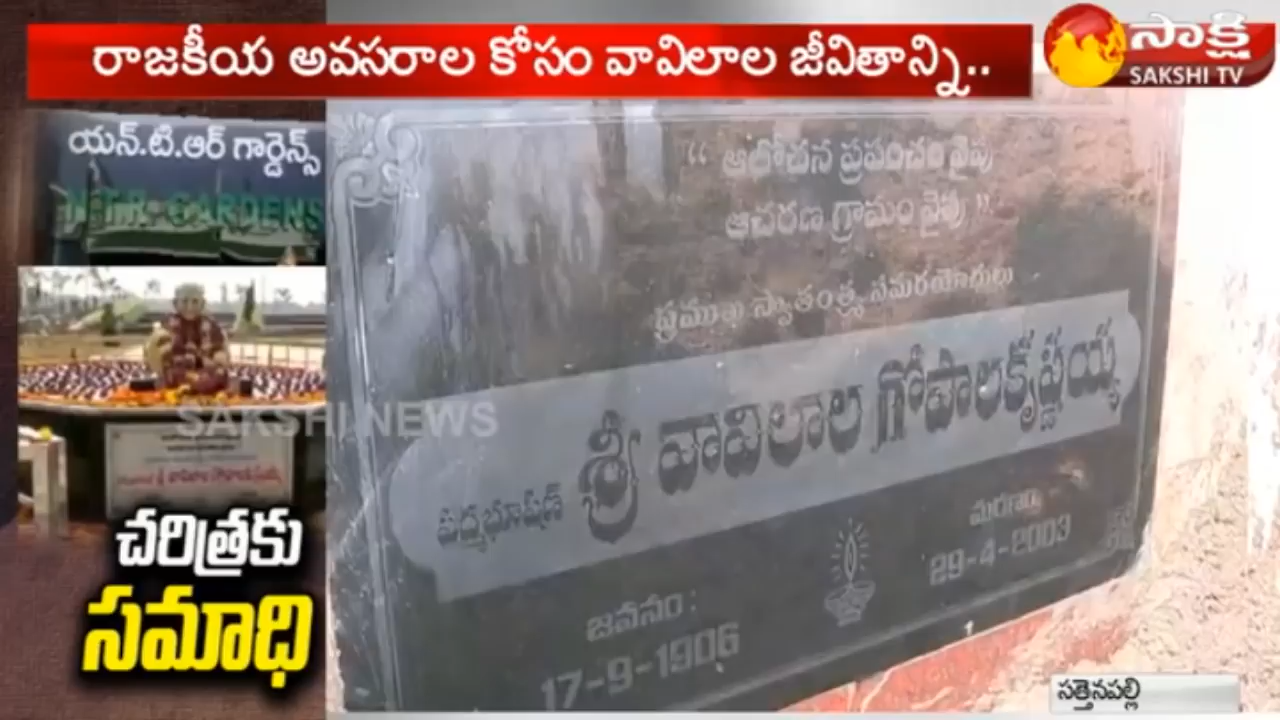 రాజకీయ అవసరాల కోసం వావిలాల జీవితాన్ని..
సాక్షి
SAKSHI TV
యన్.టి.ఆర్ గార్డెన్స్
N.T.R. GARDENS
చరిత్రకు
సమాధి
SAKSHI NEWS
“ ఆలోచన ప్రపంచం వైపు
ఆచరణ గ్రామం వైపు ”
ప్రముఖ స్వాతంత్ర్య సమరయోధులు
పద్మభూషణ్ శ్రీ వావిలాల గోపాలకృష్ణయ్య
జననం :
17-9-1906
మరణం
29-4-2003
సత్తెనపల్లి